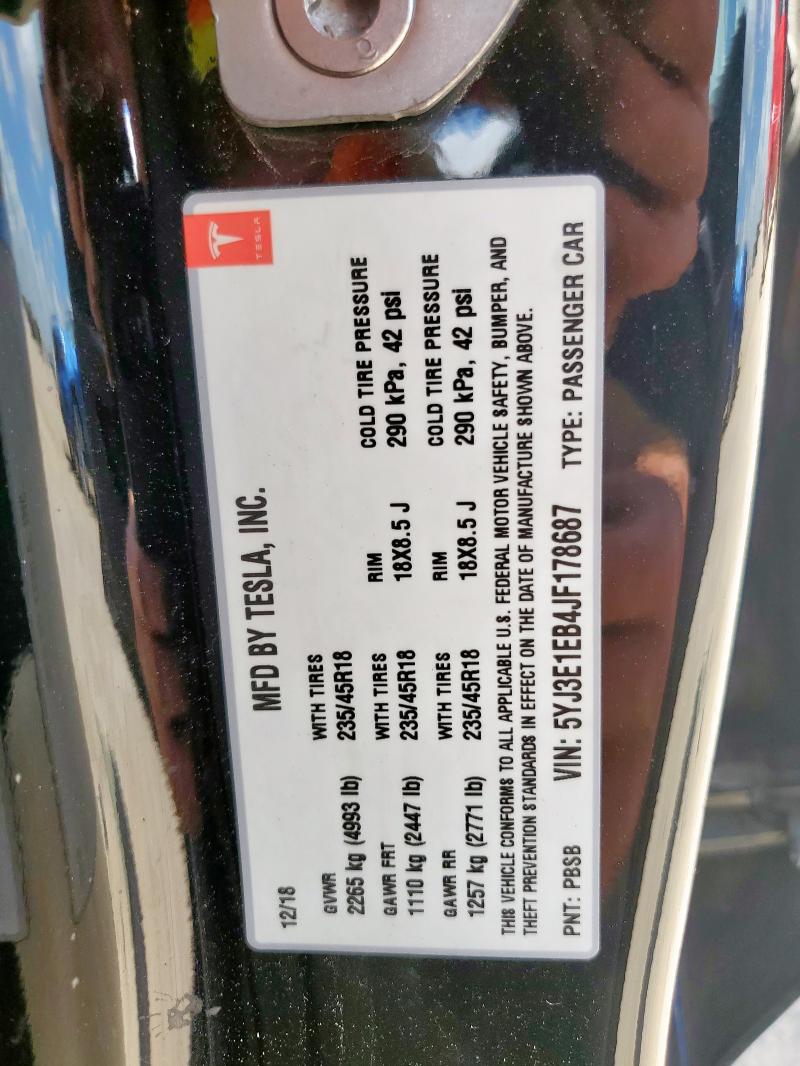 TESLA
MFD BY TESLA, INC.
12/18
GVWR WITH TIRES
2265 kg (4993 lb) 235/45R18
GAWR FRT WITH TIRES RIM COLD TIRE PRESSURE
1110 kg (2447 lb) 235/45R18 18X8.5 J 290 kPa, 42 psi
GAWR RR WITH TIRES RIM COLD TIRE PRESSURE
1257 kg (2771 lb) 235/45R18 18X8.5 J 290 kPa, 42 psi
THIS VEHICLE CONFORMS TO ALL APPLICABLE U.S. FEDERAL MOTOR VEHICLE SAFETY, BUMPER, AND
THEFT PREVENTION STANDARDS IN EFFECT ON THE DATE OF MANUFACTURE SHOWN ABOVE.
PNT: PBSB VIN: 5YJ3E1EB4JF178687 TYPE: PASSENGER CAR